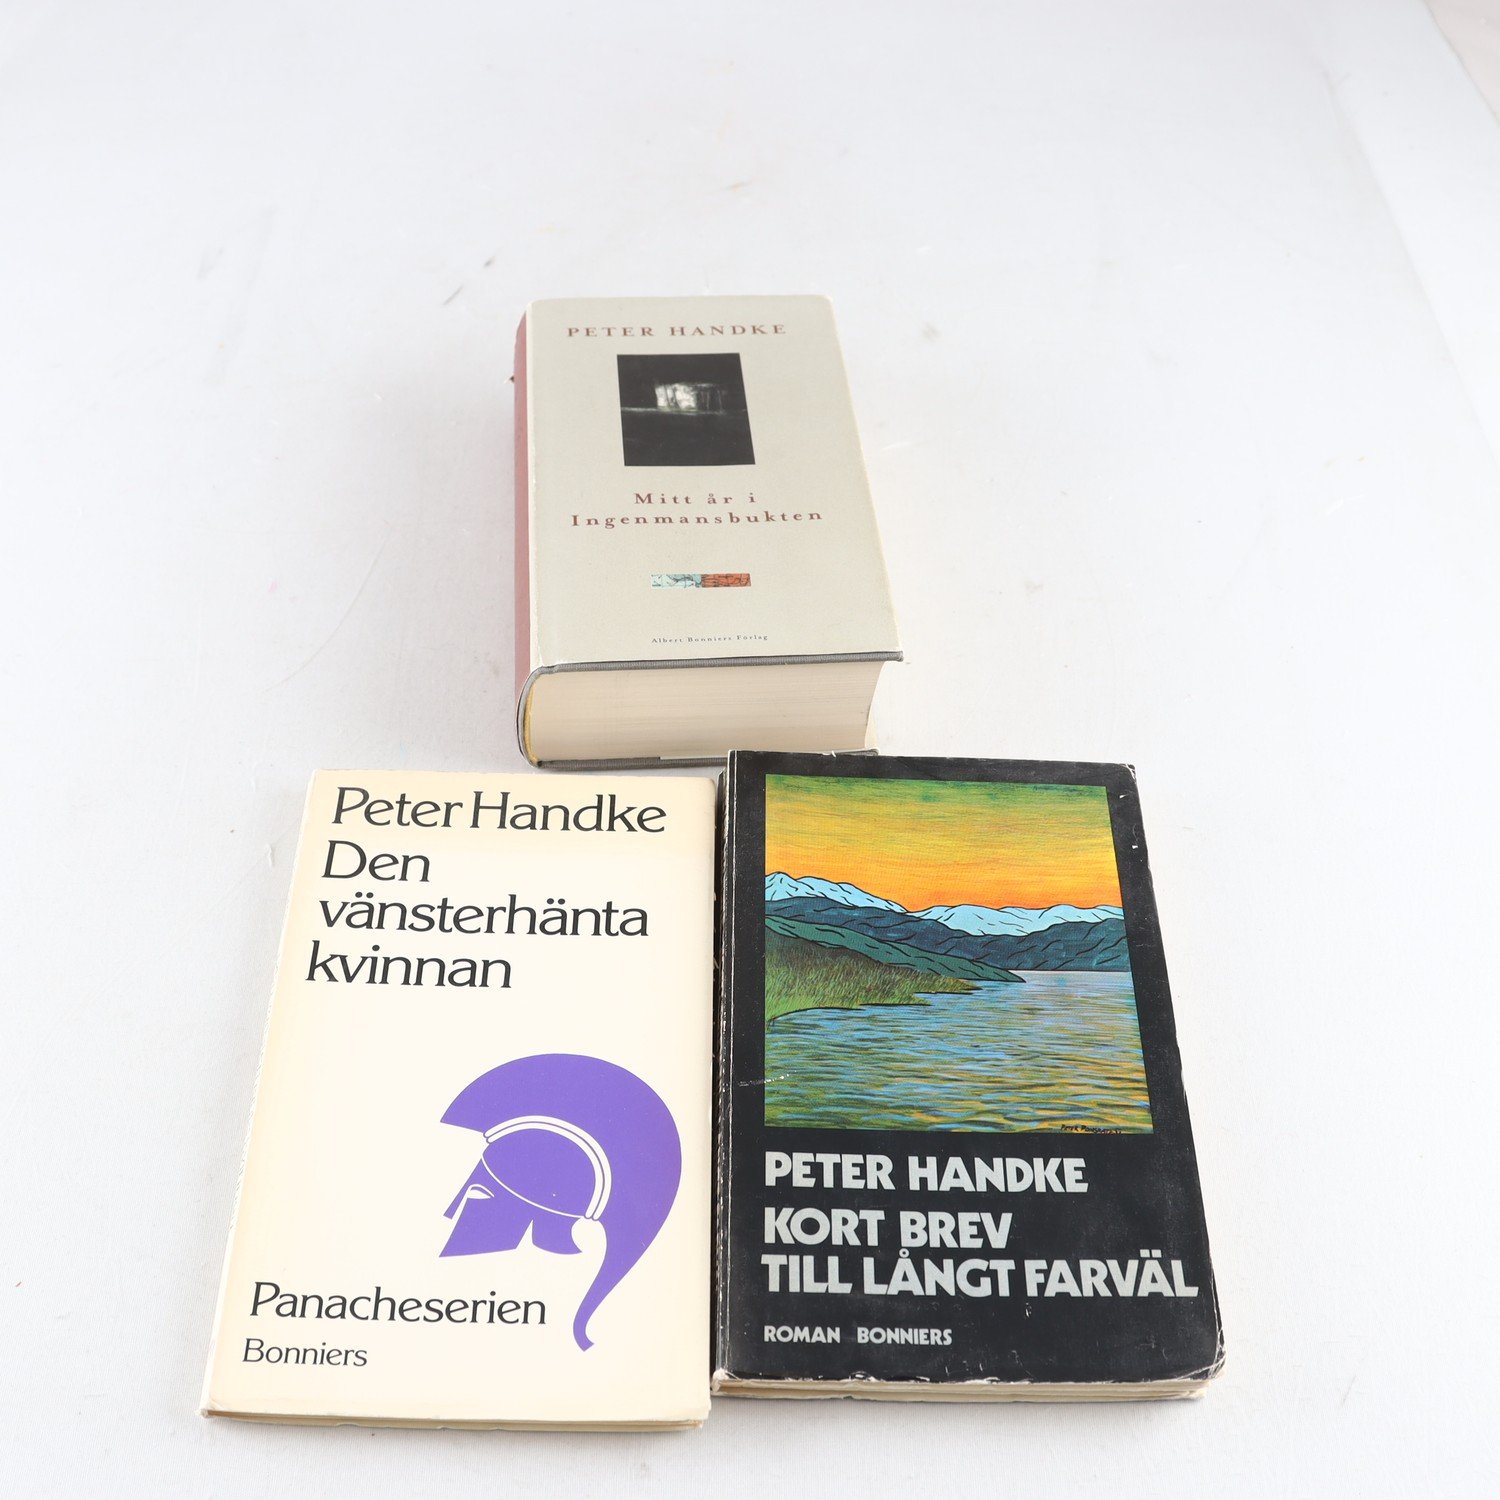 PETER HANDKE
Mitt år i
Ingenmansbukten
Albert Bonniers Förlag
Peter Handke
Den
vänsterhänta
kvinnan
Panacheserien
Bonniers
PETER HANDKE
KORT BREV
TILL LÅNGT FARVÄL
ROMAN BONNIERS